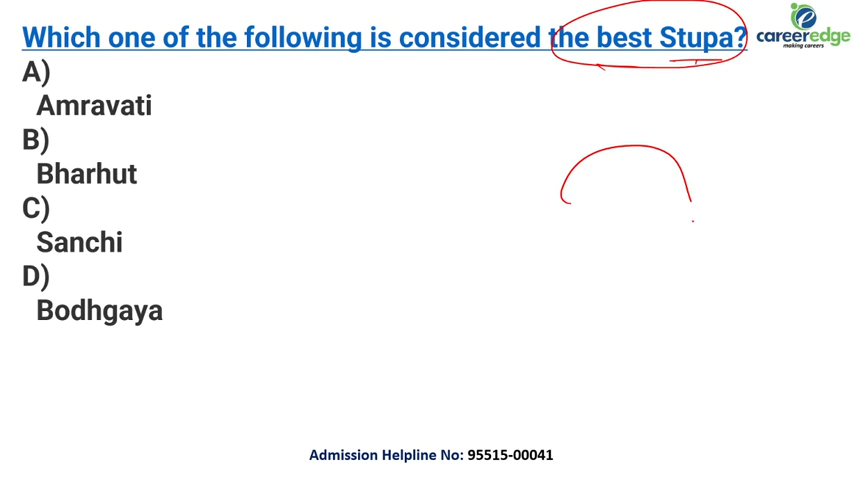 Which one of the following is considered the best Stupa?
careeredge
making careers
A)
Amravati
B)
Bharhut
C)
Sanchi
D)
Bodhgaya
Admission Helpline No: 95515-00041